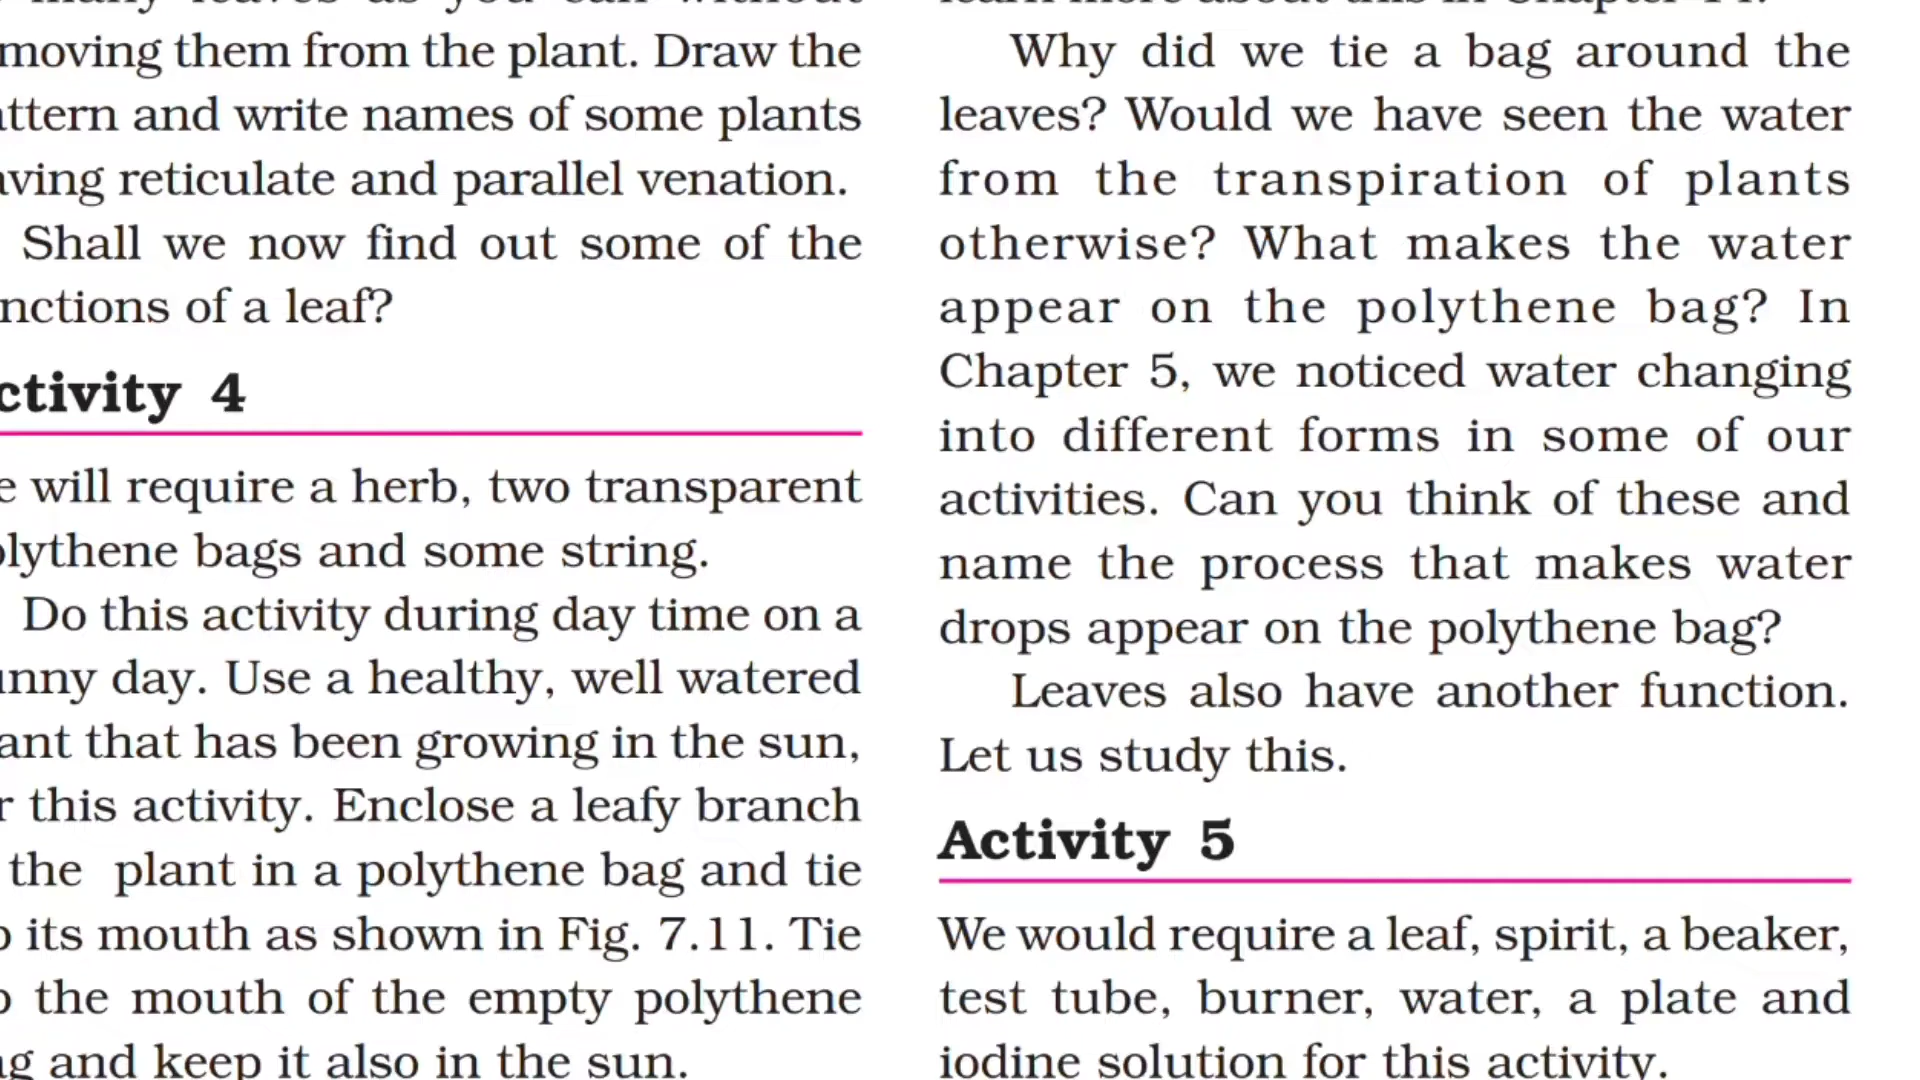 moving them from the plant. Draw the
attern and write names of some plants
aving reticulate and parallel venation.
Shall we now find out some of the
nctions of a leaf?
ctivity 4
e will require a herb, two transparent
olythene bags and some string.
Do this activity during day time on a
unny day. Use a healthy, well watered
ant that has been growing in the sun,
r this activity. Enclose a leafy branch
the plant in a polythene bag and tie
p its mouth as shown in Fig. 7.11. Tie
p the mouth of the empty polythene
ag and keep it also in the sun.
Why did we tie a bag around the
leaves? Would we have seen the water
from the transpiration of plants
otherwise? What makes the water
appear on the polythene bag? In
Chapter 5, we noticed water changing
into different forms in some of our
activities. Can you think of these and
name the process that makes water
drops appear on the polythene bag?
Leaves also have another function.
Let us study this.
Activity 5
We would require a leaf, spirit, a beaker,
test tube, burner, water, a plate and
iodine solution for this activity.